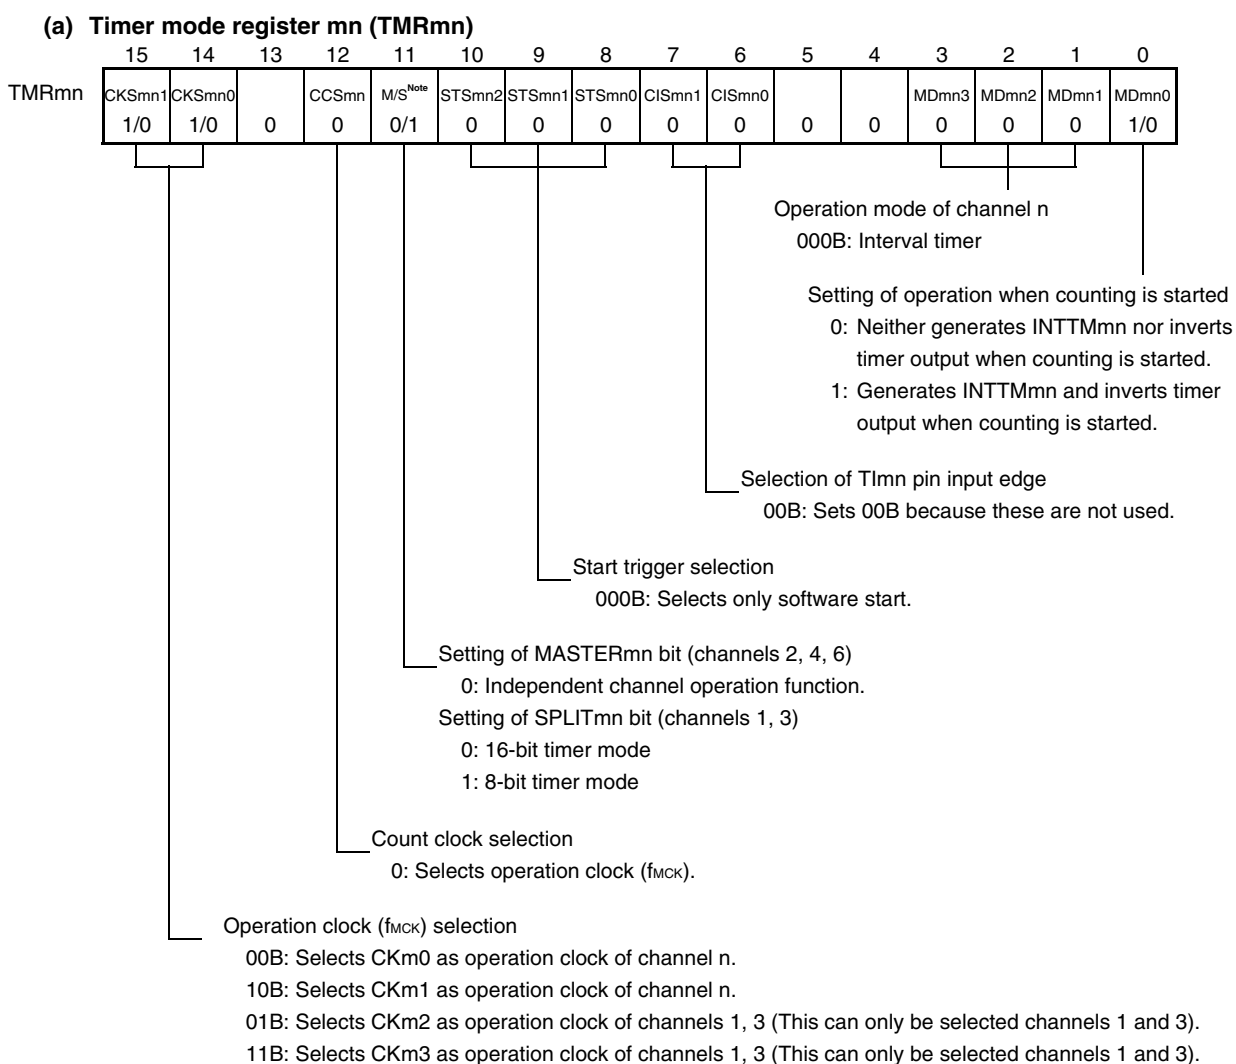 (a) Timer mode register mn (TMRmn)
15 14 13 12 11 10 9 8 7 6 5 4 3 2 1 0
TMRmn CKSmn1 CKSmn0 CCSmn M/SNote STSmn2 STSmn1 STSmn0 CISmn1 CISmn0 MDmn3 MDmn2 MDmn1 MDmn0
1/0 1/0 0 0 0/1 0 0 0 0 0 0 0 0 0 0 1/0
Operation mode of channel n
000B: Interval timer
Setting of operation when counting is started
0: Neither generates INTTMmn nor inverts
timer output when counting is started.
1: Generates INTTMmn and inverts timer
output when counting is started.
Selection of TImn pin input edge
00B: Sets 00B because these are not used.
Start trigger selection
000B: Selects only software start.
Setting of MASTERmn bit (channels 2, 4, 6)
0: Independent channel operation function.
Setting of SPLITmn bit (channels 1, 3)
0: 16-bit timer mode
1: 8-bit timer mode
Count clock selection
0: Selects operation clock (fMCK).
Operation clock (fMCK) selection
00B: Selects CKm0 as operation clock of channel n.
10B: Selects CKm1 as operation clock of channel n.
01B: Selects CKm2 as operation clock of channels 1, 3 (This can only be selected channels 1 and 3).
11B: Selects CKm3 as operation clock of channels 1, 3 (This can only be selected channels 1 and 3).